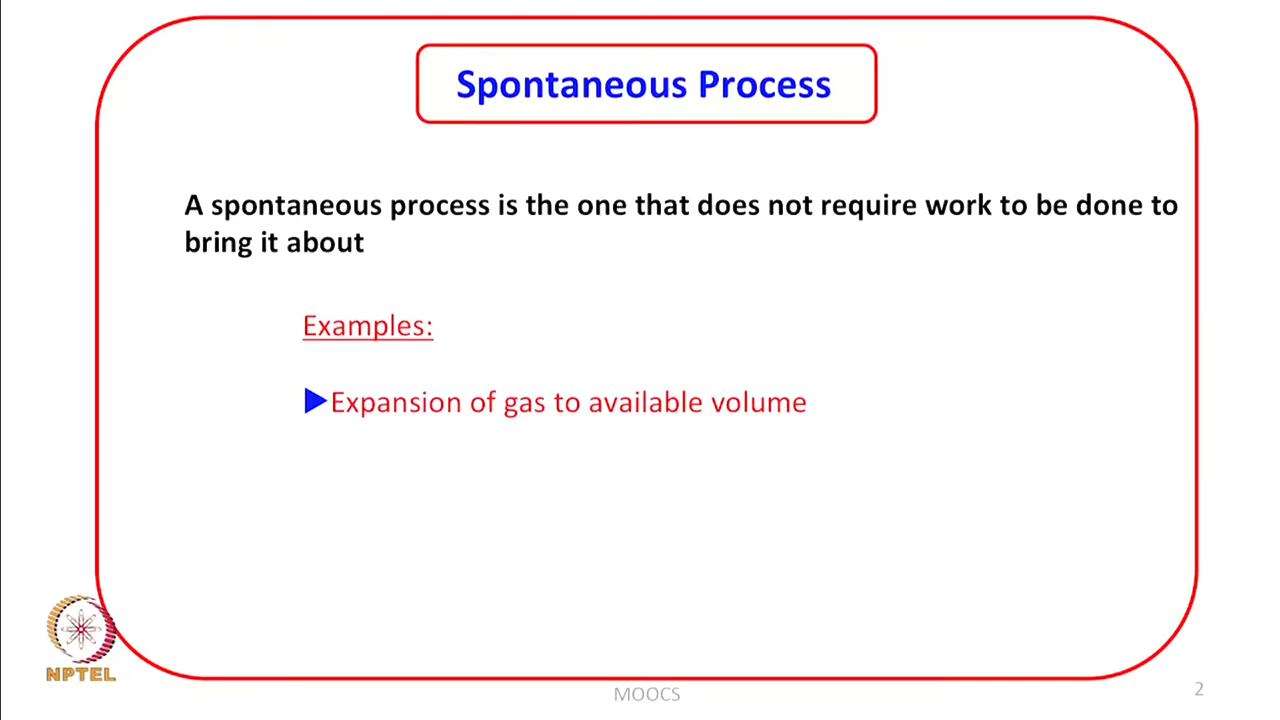 Spontaneous Process
A spontaneous process is the one that does not require work to be done to
bring it about
Examples:
Expansion of gas to available volume
NPTEL
MOOCS
2